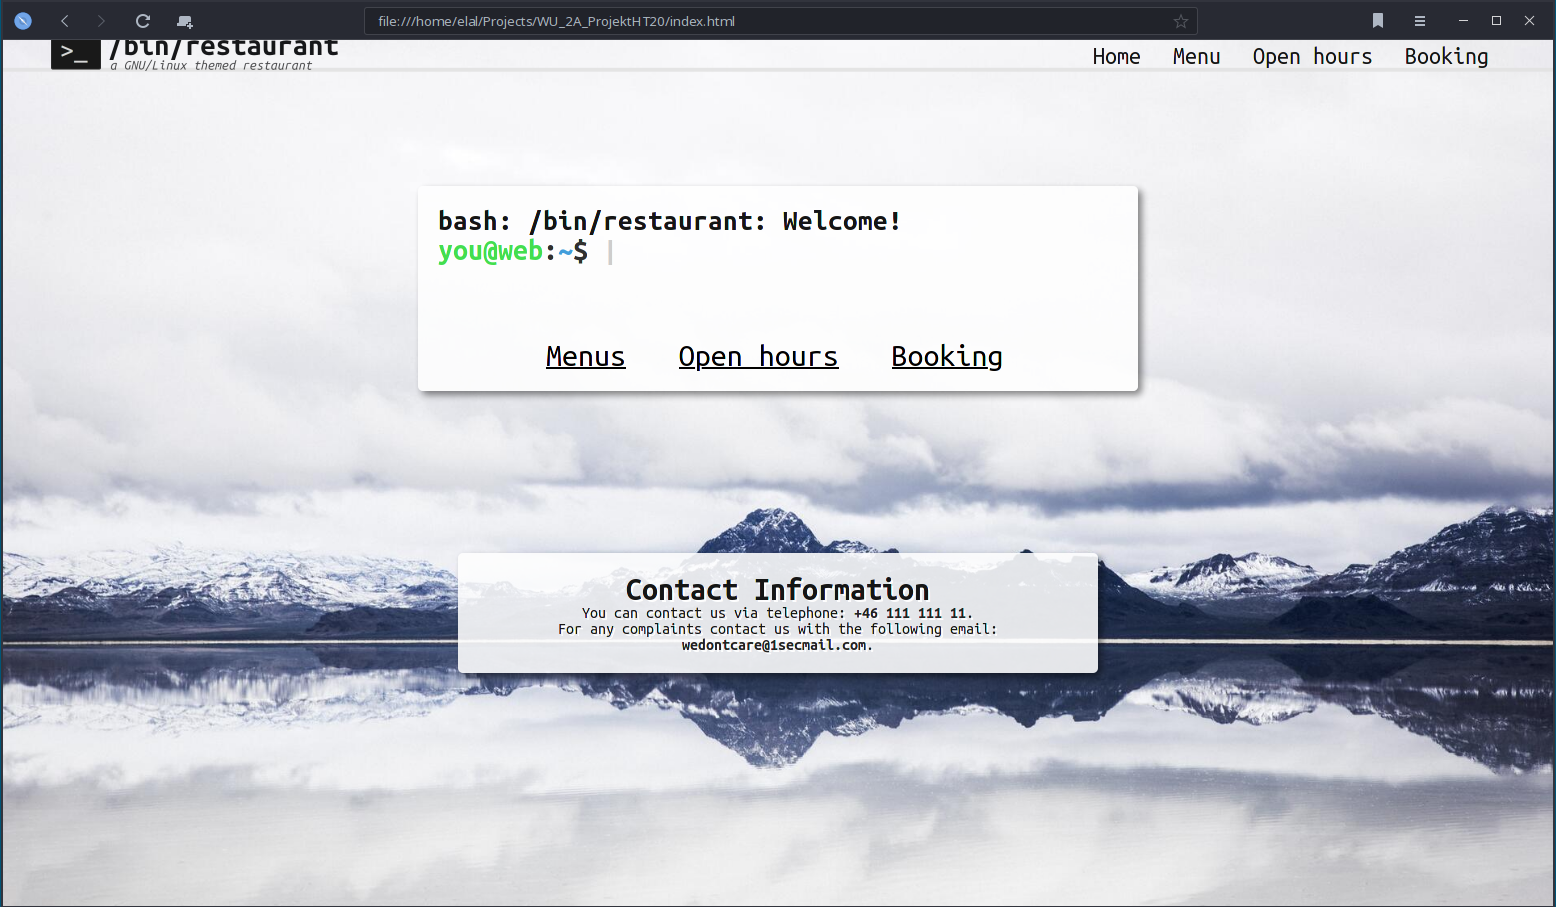 file:///home/elal/Projects/WU_2A_ProjektHT20/index.html
>_ /bin/restaurant
a GNU/Linux themed restaurant
Home Menu Open hours Booking
bash: /bin/restaurant: Welcome!
you@web:~$ |
Menus Open hours Booking
Contact Information
You can contact us via telephone: +46 111 111 11.
For any complaints contact us with the following email:
wedontcare@1secmail.com.